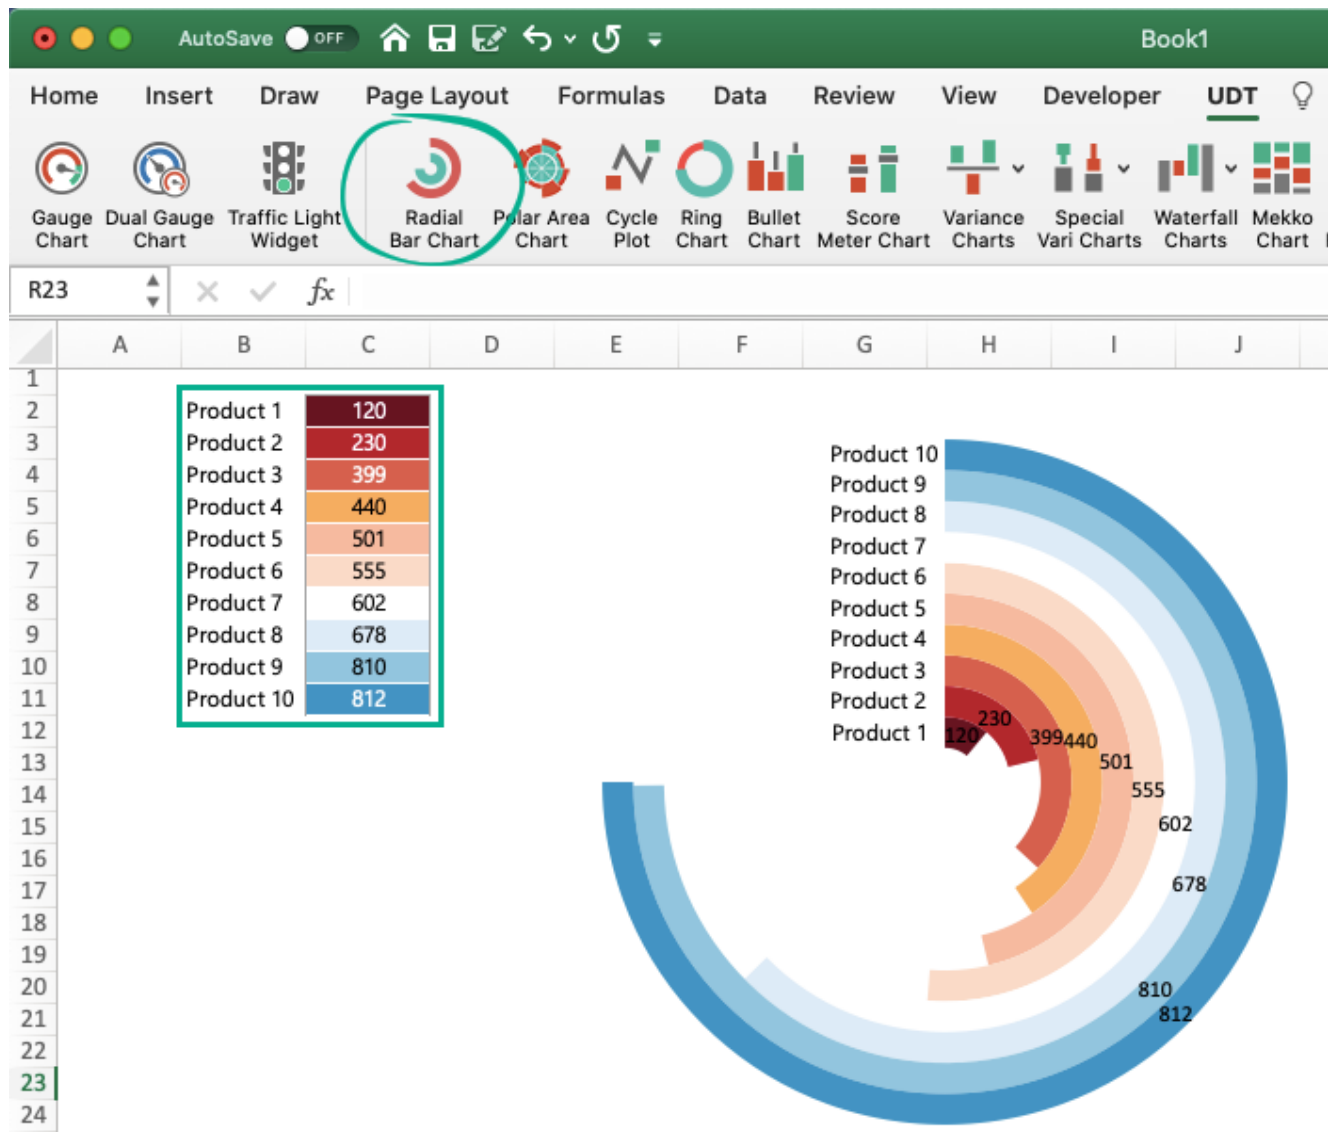 AutoSave OFF Book1
Home Insert Draw Page Layout Formulas Data Review View Developer UDT
Gauge Dual Gauge Traffic Light Radial Polar Area Cycle Ring Bullet Score Variance Special Waterfall Mekko
Chart Chart Widget Bar Chart Chart Plot Chart Chart Meter Chart Charts Vari Charts Charts Chart
R23 fx
A B C D E F G H I J
1
2 Product 1 120
3 Product 2 230
4 Product 3 399
5 Product 4 440
6 Product 5 501
7 Product 6 555
8 Product 7 602
9 Product 8 678
10 Product 9 810
11 Product 10 812
12
13
14
15
16
17
18
19
20
21
22
23
24
Product 10
Product 9
Product 8
Product 7
Product 6
Product 5
Product 4
Product 3
Product 2
Product 1
120
230
399
440
501
555
602
678
810
812